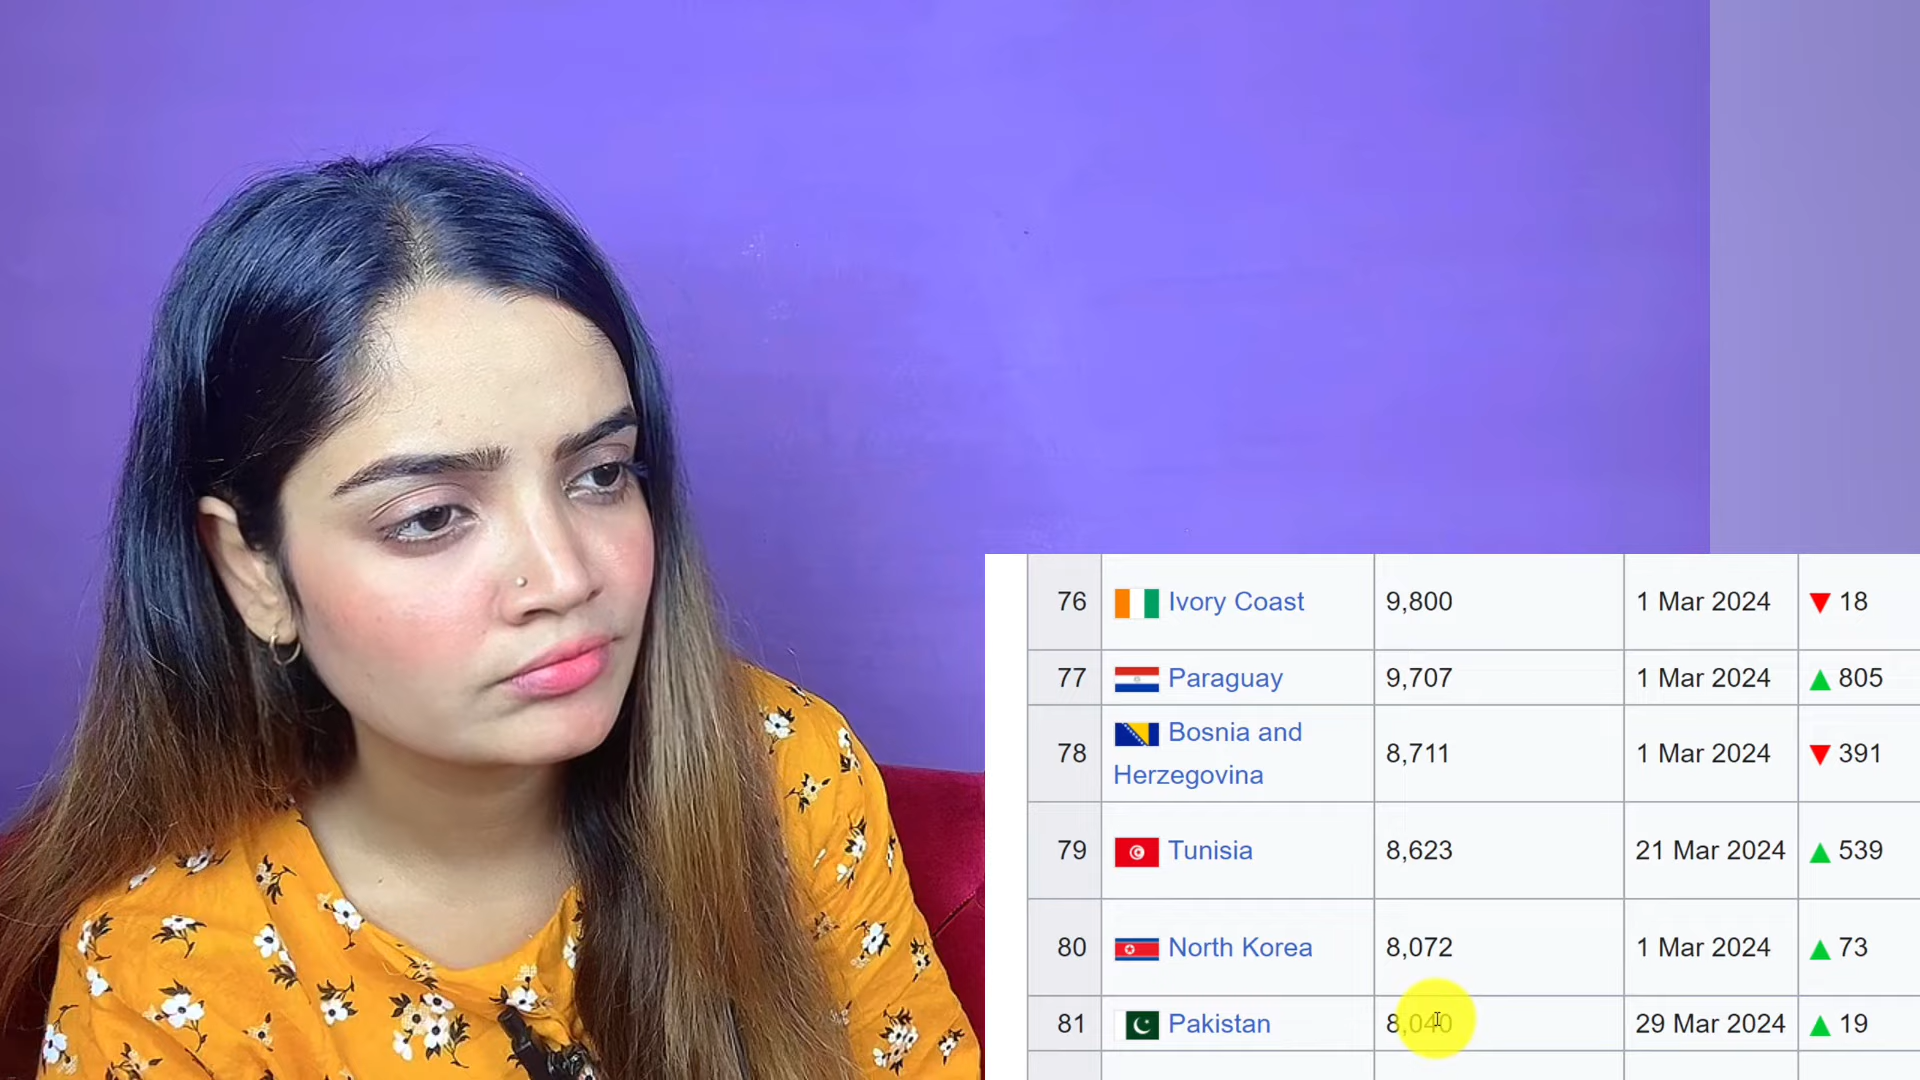 76 Ivory Coast 9,800 1 Mar 2024 ▼ 18
77 Paraguay 9,707 1 Mar 2024 ▲ 805
78 Bosnia and
Herzegovina 8,711 1 Mar 2024 ▼ 391
79 Tunisia 8,623 21 Mar 2024 ▲ 539
80 North Korea 8,072 1 Mar 2024 ▲ 73
81 Pakistan 8,040 29 Mar 2024 ▲ 19